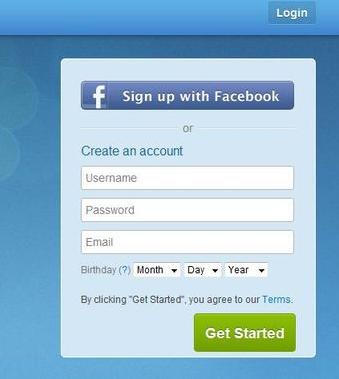 Login
f Sign up with Facebook
or
Create an account
Username
Password
Email
Birthday (?) Month Day Year
By clicking "Get Started", you agree to our Terms.
Get Started